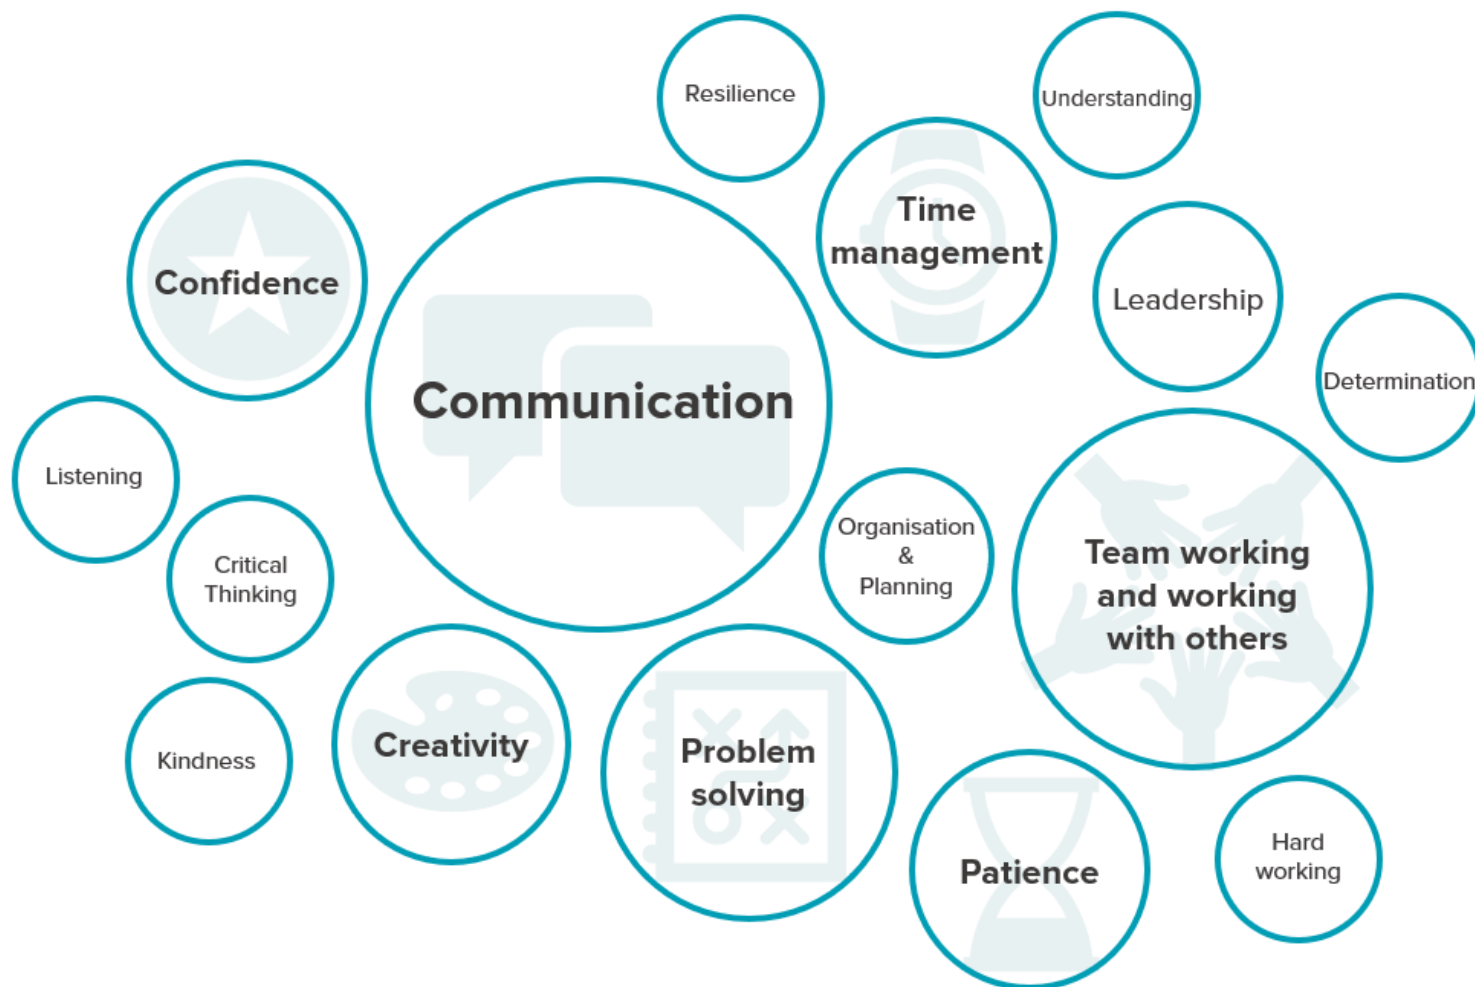 Resilience
Understanding
Time
management
Confidence
Leadership
Determination
Communication
Listening
Organisation
&
Planning
Critical
Thinking
Team working
and working
with others
Creativity
Problem
solving
Kindness
Patience
Hard
working